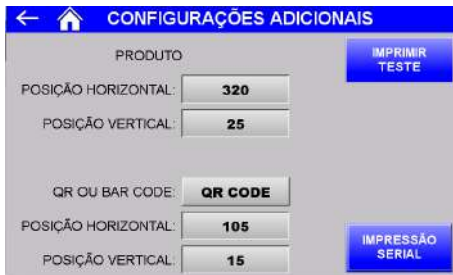 CONFIGURAÇÕES ADICIONAIS
PRODUTO
IMPRIMIR
TESTE
POSIÇÃO HORIZONTAL: 320
POSIÇÃO VERTICAL: 25
QR OU BAR CODE: QR CODE
POSIÇÃO HORIZONTAL: 105
POSIÇÃO VERTICAL: 15
IMPRESSÃO
SERIAL